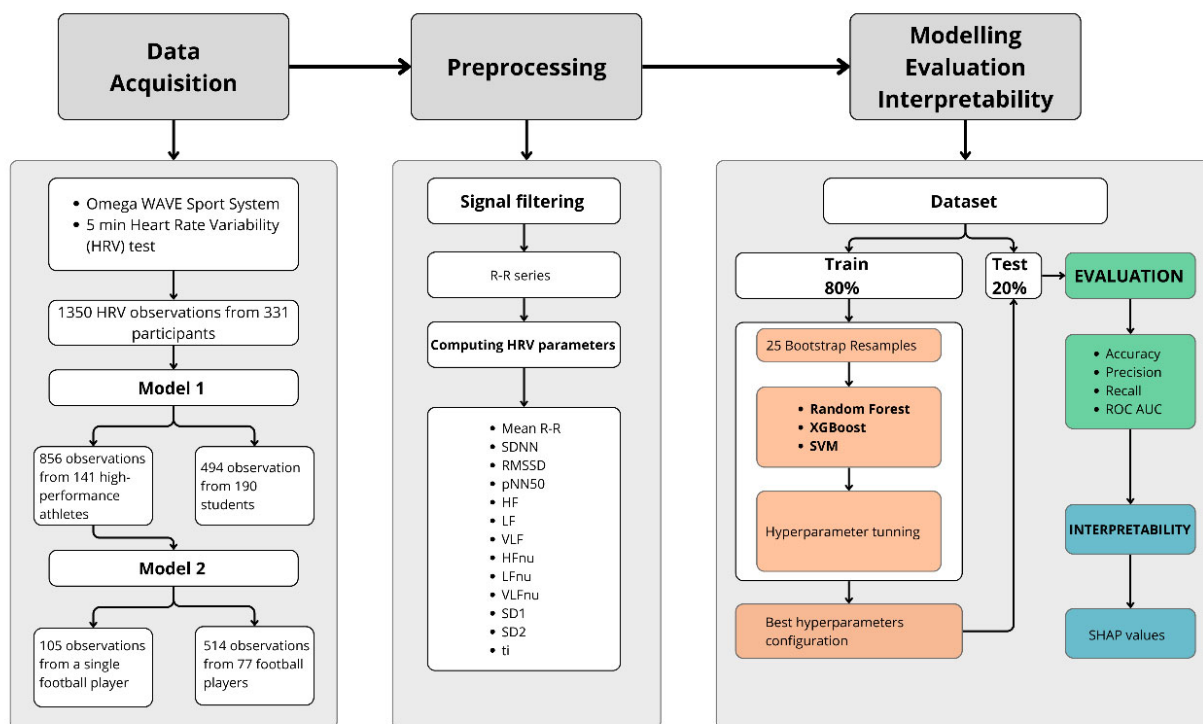 Data
Acquisition
Preprocessing
Modelling
Evaluation
Interpretability
• Omega WAVE Sport System
• 5 min Heart Rate Variability
(HRV) test
1350 HRV observations from 331
participants
Model 1
856 observations
from 141 high-
performance
athletes
494 observation
from 190
students
Model 2
105 observations
from a single
football player
514 observations
from 77 football
players
Signal filtering
R-R series
Computing HRV parameters
• Mean R-R
• SDNN
• RMSSD
• pNN50
• HF
• LF
• VLF
• HFnu
• LFnu
• VLFnu
• SD1
• SD2
• ti
Dataset
Train
80%
Test
20%
EVALUATION
25 Bootstrap Resamples
• Random Forest
• XGBoost
• SVM
Hyperparameter tunning
Best hyperparameters
configuration
• Accuracy
• Precision
• Recall
• ROC AUC
INTERPRETABILITY
SHAP values